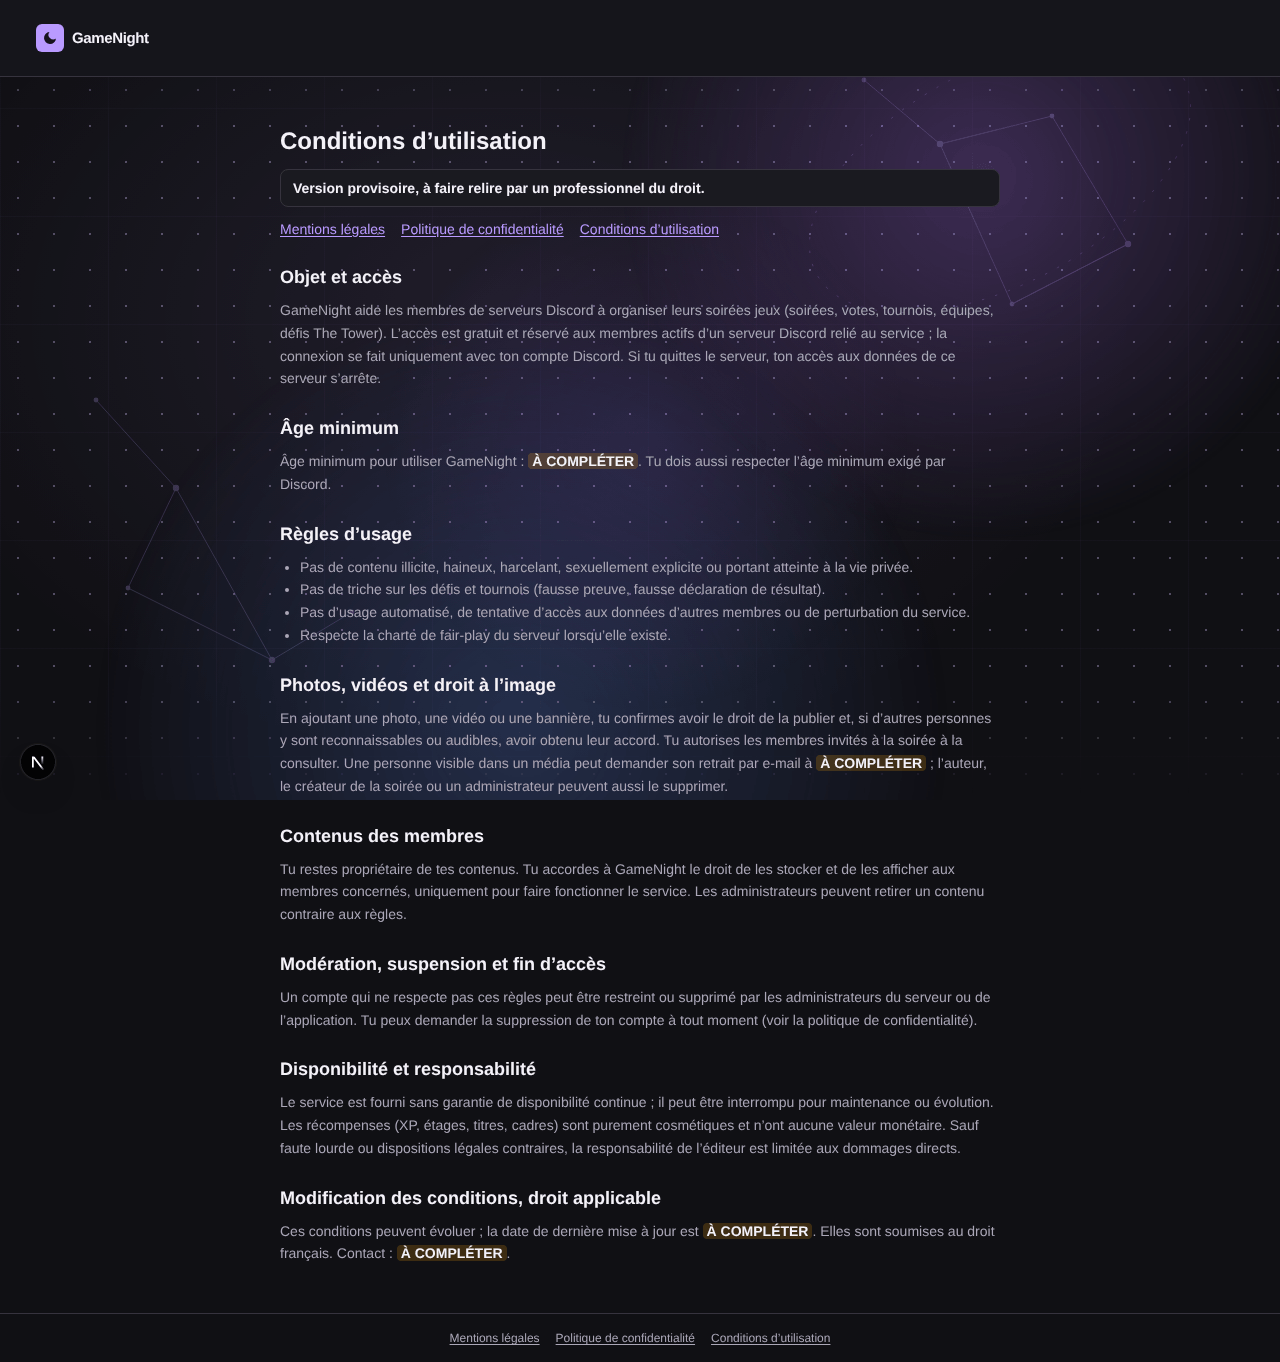 GameNight
Conditions d’utilisation
Version provisoire, à faire relire par un professionnel du droit.
Mentions légales Politique de confidentialité Conditions d’utilisation
Objet et accès
GameNight aide les membres de serveurs Discord à organiser leurs soirées jeux (soirées, votes, tournois, équipes,
défis The Tower). L’accès est gratuit et réservé aux membres actifs d’un serveur Discord relié au service ; la
connexion se fait uniquement avec ton compte Discord. Si tu quittes le serveur, ton accès aux données de ce
serveur s’arrête.
Âge minimum
Âge minimum pour utiliser GameNight : À COMPLÉTER. Tu dois aussi respecter l’âge minimum exigé par
Discord.
Règles d’usage
• Pas de contenu illicite, haineux, harcelant, sexuellement explicite ou portant atteinte à la vie privée.
• Pas de triche sur les défis et tournois (fausse preuve, fausse déclaration de résultat).
• Pas d’usage automatisé, de tentative d’accès aux données d’autres membres ou de perturbation du service.
• Respecte la charte de fair-play du serveur lorsqu’elle existe.
Photos, vidéos et droit à l’image
En ajoutant une photo, une vidéo ou une bannière, tu confirmes avoir le droit de la publier et, si d’autres personnes
y sont reconnaissables ou audibles, avoir obtenu leur accord. Tu autorises les membres invités à la soirée à la
consulter. Une personne visible dans un média peut demander son retrait par e-mail à À COMPLÉTER ; l’auteur,
le créateur de la soirée ou un administrateur peuvent aussi le supprimer.
N
Contenus des membres
Tu restes propriétaire de tes contenus. Tu accordes à GameNight le droit de les stocker et de les afficher aux
membres concernés, uniquement pour faire fonctionner le service. Les administrateurs peuvent retirer un contenu
contraire aux règles.
Modération, suspension et fin d’accès
Un compte qui ne respecte pas ces règles peut être restreint ou supprimé par les administrateurs du serveur ou de
l’application. Tu peux demander la suppression de ton compte à tout moment (voir la politique de confidentialité).
Disponibilité et responsabilité
Le service est fourni sans garantie de disponibilité continue ; il peut être interrompu pour maintenance ou évolution.
Les récompenses (XP, étages, titres, cadres) sont purement cosmétiques et n’ont aucune valeur monétaire. Sauf
faute lourde ou dispositions légales contraires, la responsabilité de l’éditeur est limitée aux dommages directs.
Modification des conditions, droit applicable
Ces conditions peuvent évoluer ; la date de dernière mise à jour est À COMPLÉTER. Elles sont soumises au droit
français. Contact : À COMPLÉTER.
Mentions légales Politique de confidentialité Conditions d’utilisation